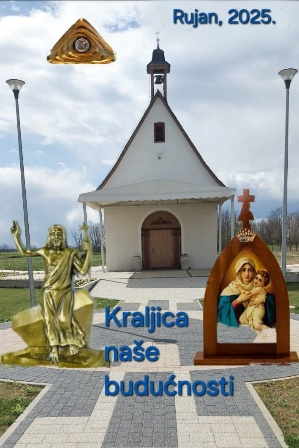 Rujan, 2025.
Kraljica
naše
budućnosti